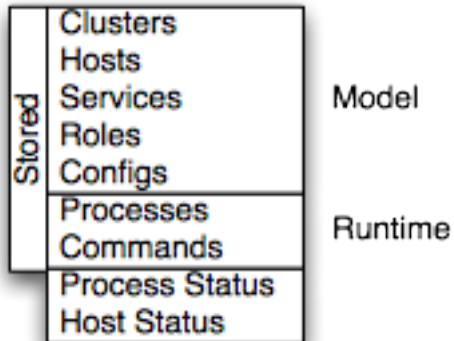 Stored
Clusters
Hosts
Services
Roles
Configs
Model
Processes
Commands
Runtime
Process Status
Host Status